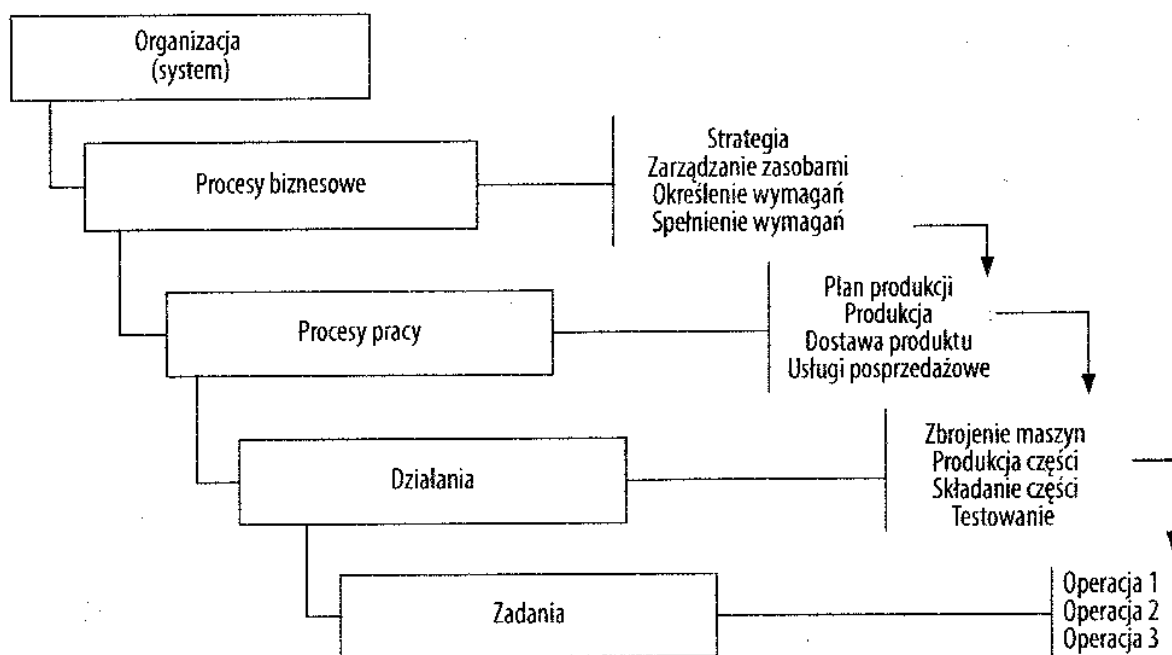 Organizacja
(system)
Procesy biznesowe
Strategia
Zarządzanie zasobami
Określenie wymagań
Spełnienie wymagań
Procesy pracy
Plan produkcji
Produkcja
Dostawa produktu
Usługi posprzedażowe
Działania
Zbrojenie maszyn
Produkcja części
Składanie części
Testowanie
Zadania
Operacja 1
Operacja 2
Operacja 3